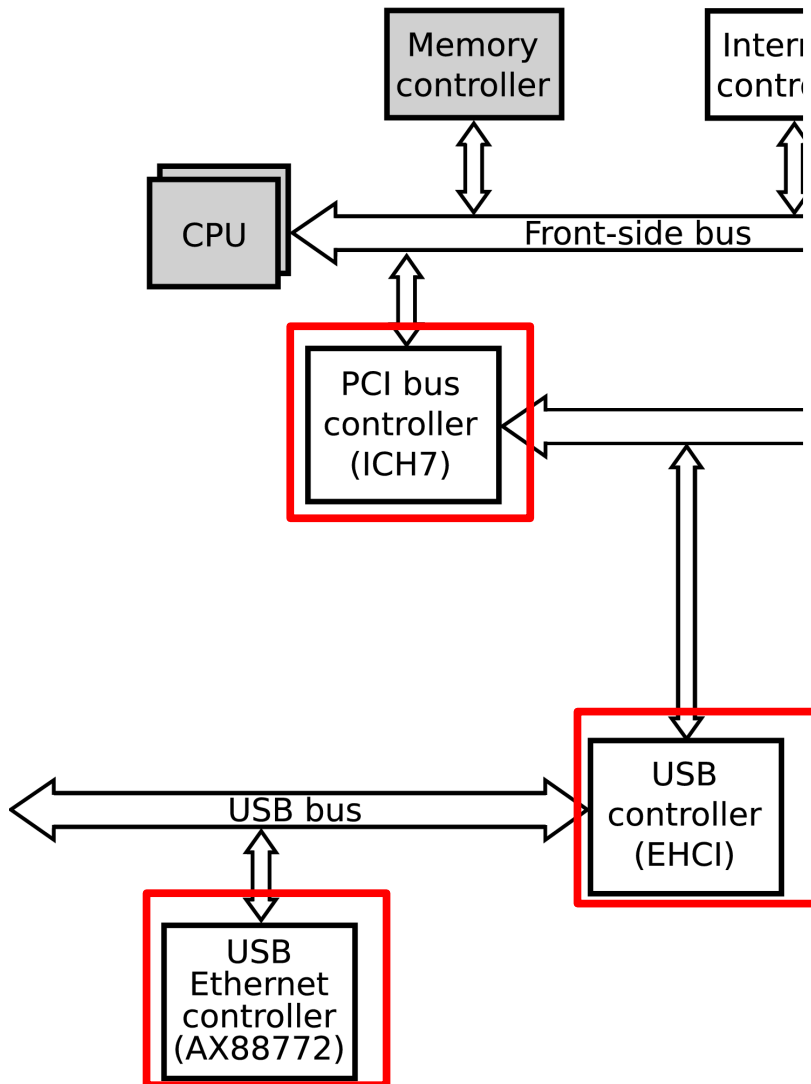 Memory
controller
CPU
Front-side bus
PCI bus
controller
(ICH7)
USB
controller
(EHCI)
USB bus
USB
Ethernet
controller
(AX88772)